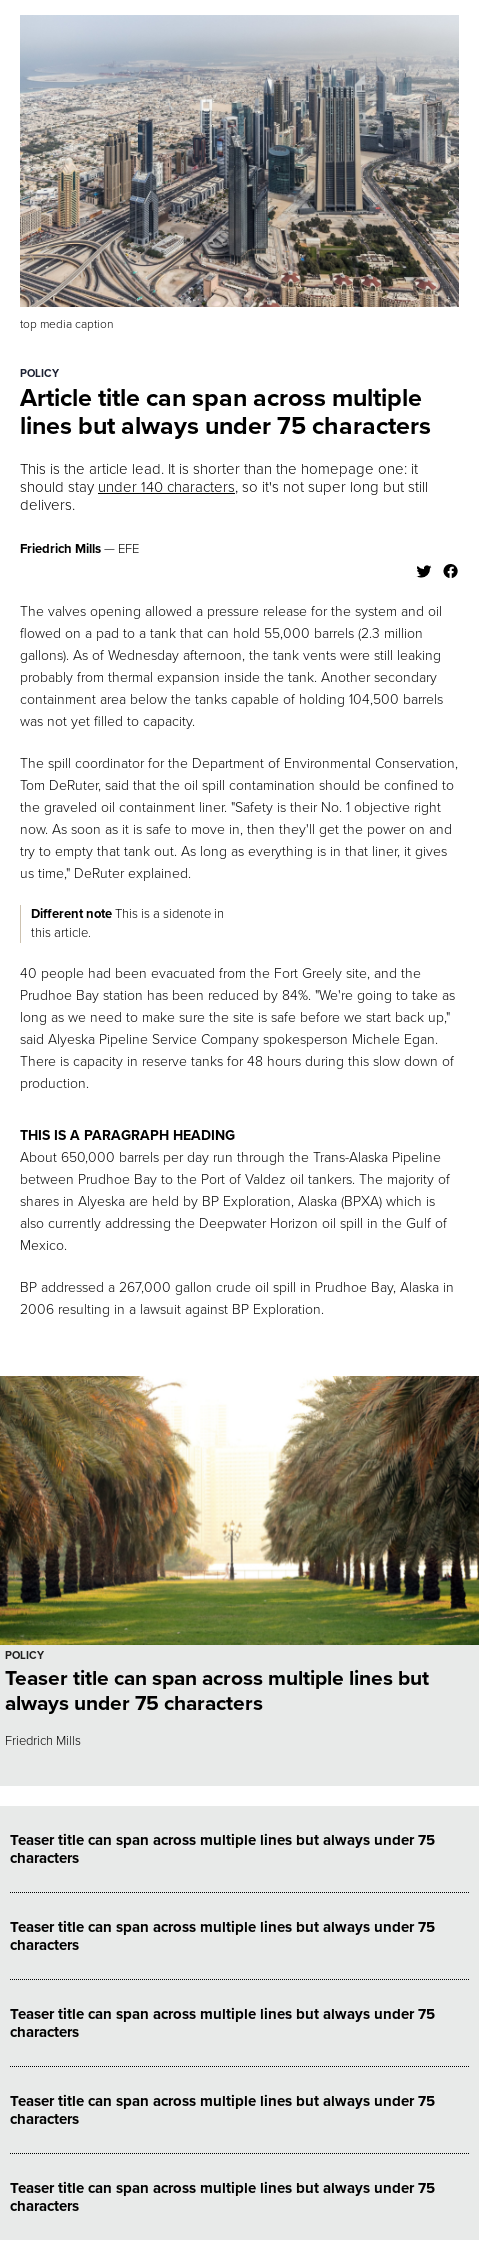 top media caption
POLICY
Article title can span across multiple
lines but always under 75 characters
This is the article lead. It is shorter than the homepage one: it
should stay under 140 characters, so it's not super long but still
delivers.
Friedrich Mills — EFE
The valves opening allowed a pressure release for the system and oil
flowed on a pad to a tank that can hold 55,000 barrels (2.3 million
gallons). As of Wednesday afternoon, the tank vents were still leaking
probably from thermal expansion inside the tank. Another secondary
containment area below the tanks capable of holding 104,500 barrels
was not yet filled to capacity.
The spill coordinator for the Department of Environmental Conservation,
Tom DeRuter, said that the oil spill contamination should be confined to
the graveled oil containment liner. "Safety is their No. 1 objective right
now. As soon as it is safe to move in, then they'll get the power on and
try to empty that tank out. As long as everything is in that liner, it gives
us time," DeRuter explained.
Different note This is a sidenote in
this article.
40 people had been evacuated from the Fort Greely site, and the
Prudhoe Bay station has been reduced by 84%. "We're going to take as
long as we need to make sure the site is safe before we start back up,"
said Alyeska Pipeline Service Company spokesperson Michele Egan.
There is capacity in reserve tanks for 48 hours during this slow down of
production.
THIS IS A PARAGRAPH HEADING
About 650,000 barrels per day run through the Trans-Alaska Pipeline
between Prudhoe Bay to the Port of Valdez oil tankers. The majority of
shares in Alyeska are held by BP Exploration, Alaska (BPXA) which is
also currently addressing the Deepwater Horizon oil spill in the Gulf of
Mexico.
BP addressed a 267,000 gallon crude oil spill in Prudhoe Bay, Alaska in
2006 resulting in a lawsuit against BP Exploration.
POLICY
Teaser title can span across multiple lines but
always under 75 characters
Friedrich Mills
Teaser title can span across multiple lines but always under 75
characters
Teaser title can span across multiple lines but always under 75
characters
Teaser title can span across multiple lines but always under 75
characters
Teaser title can span across multiple lines but always under 75
characters
Teaser title can span across multiple lines but always under 75
characters